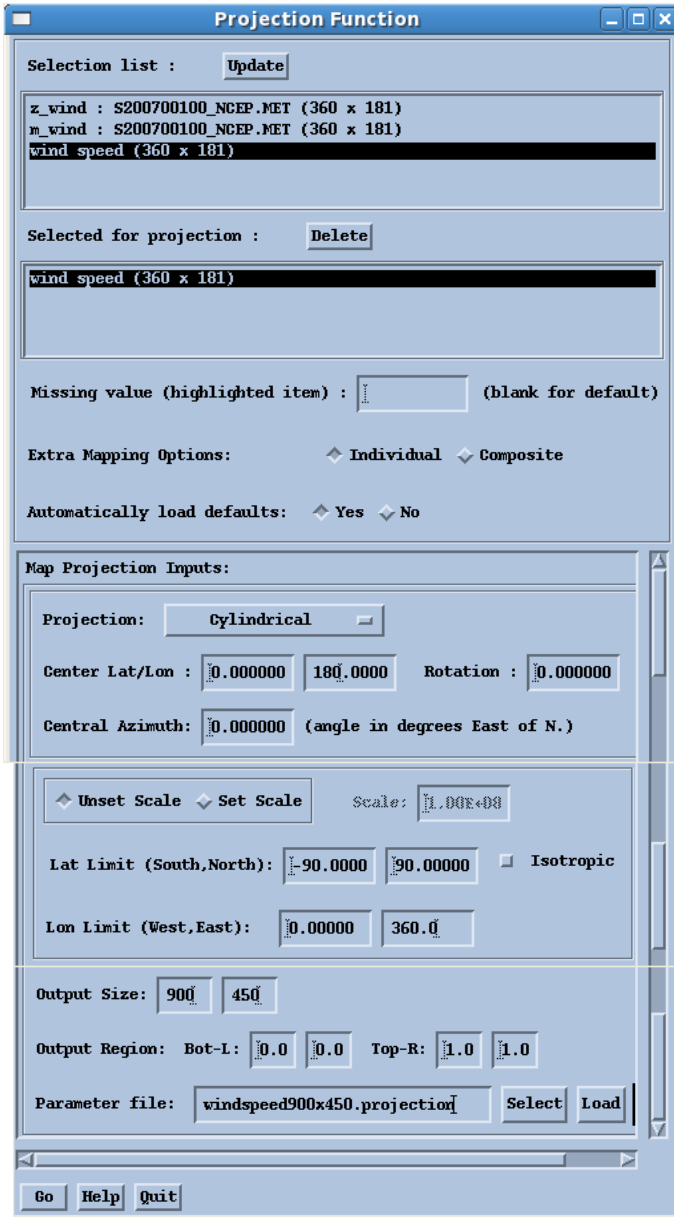 Projection Function
Selection list : Update
z_wind : S200700100_NCEP.MET (360 x 181)
m_wind : S200700100_NCEP.MET (360 x 181)
wind speed (360 x 181)
Selected for projection : Delete
wind speed (360 x 181)
Missing value (highlighted item) : (blank for default)
Extra Mapping Options: Individual Composite
Automatically load defaults: Yes No
Map Projection Inputs:
Projection: Cylindrical
Center Lat/Lon : 0.000000 180.0000 Rotation : 0.000000
Central Azimuth: 0.000000 (angle in degrees East of N.)
Unset Scale Set Scale Scale: 1.00E+08
Lat Limit (South,North): -90.0000 90.00000 Isotropic
Lon Limit (West,East): 0.00000 360.0
Output Size: 900 450
Output Region: Bot-L: 0.0 0.0 Top-R: 1.0 1.0
Parameter file: windspeed900x450.projection Select Load
Go Help Quit